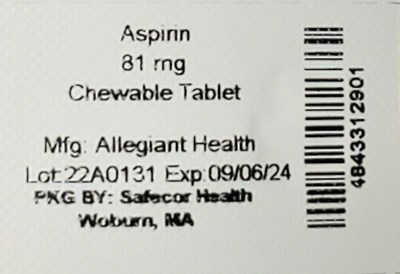 Aspirin
81 mg
Chewable Tablet
Mfg: Allegiant Health
Lot:22A0131 Exp:09/06/24
PKG BY: Safecor Health
Woburn, MA
4843312901